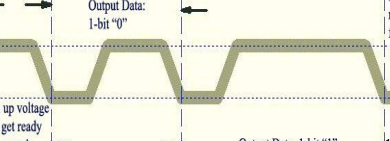 Output Data:
1-bit "0"
up voltage
get ready